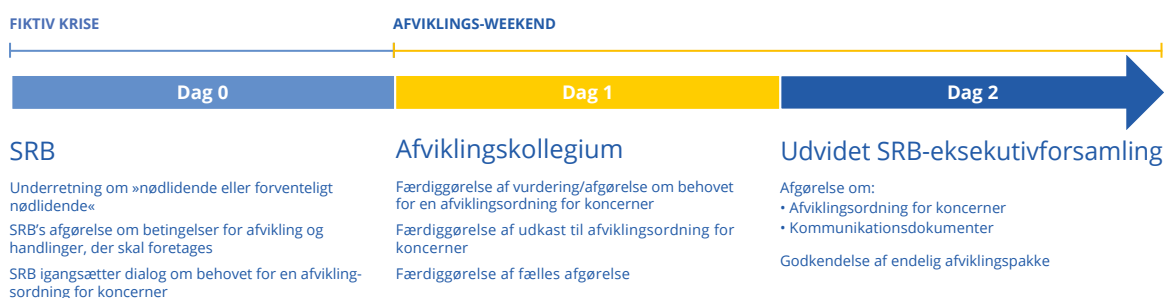 FIKTIV KRISE
AFVIKLINGS-WEEKEND
Dag 0
Dag 1
Dag 2
SRB
Underretning om »nødlidende eller forventeligt
nødlidende«
SRB's afgørelse om betingelser for afvikling og
handlinger, der skal foretages
SRB igangsætter dialog om behovet for en afvikling-
sordning for koncerner
Afviklingskollegium
Færdiggørelse af vurdering/afgørelse om behovet
for en afviklingsordning for koncerner
Færdiggørelse af udkast til afviklingsordning for
koncerner
Færdiggørelse af fælles afgørelse
Udvidet SRB-eksekutivforsamling
Afgørelse om:
• Afviklingsordning for koncerner
• Kommunikationsdokumenter
Godkendelse af endelig afviklingspakke